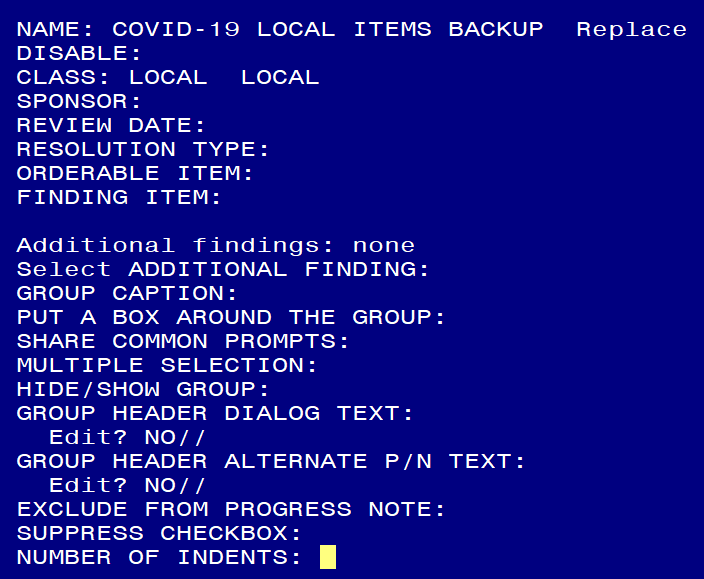 NAME: COVID-19 LOCAL ITEMS BACKUP  Replace
DISABLE:
CLASS: LOCAL  LOCAL
SPONSOR:
REVIEW DATE:
RESOLUTION TYPE:
ORDERABLE ITEM:
FINDING ITEM:

Additional findings: none
Select ADDITIONAL FINDING:
GROUP CAPTION:
PUT A BOX AROUND THE GROUP:
SHARE COMMON PROMPTS:
MULTIPLE SELECTION:
HIDE/SHOW GROUP:
GROUP HEADER DIALOG TEXT:
  Edit? NO//
GROUP HEADER ALTERNATE P/N TEXT:
  Edit? NO//
EXCLUDE FROM PROGRESS NOTE:
SUPPRESS CHECKBOX:
NUMBER OF INDENTS: